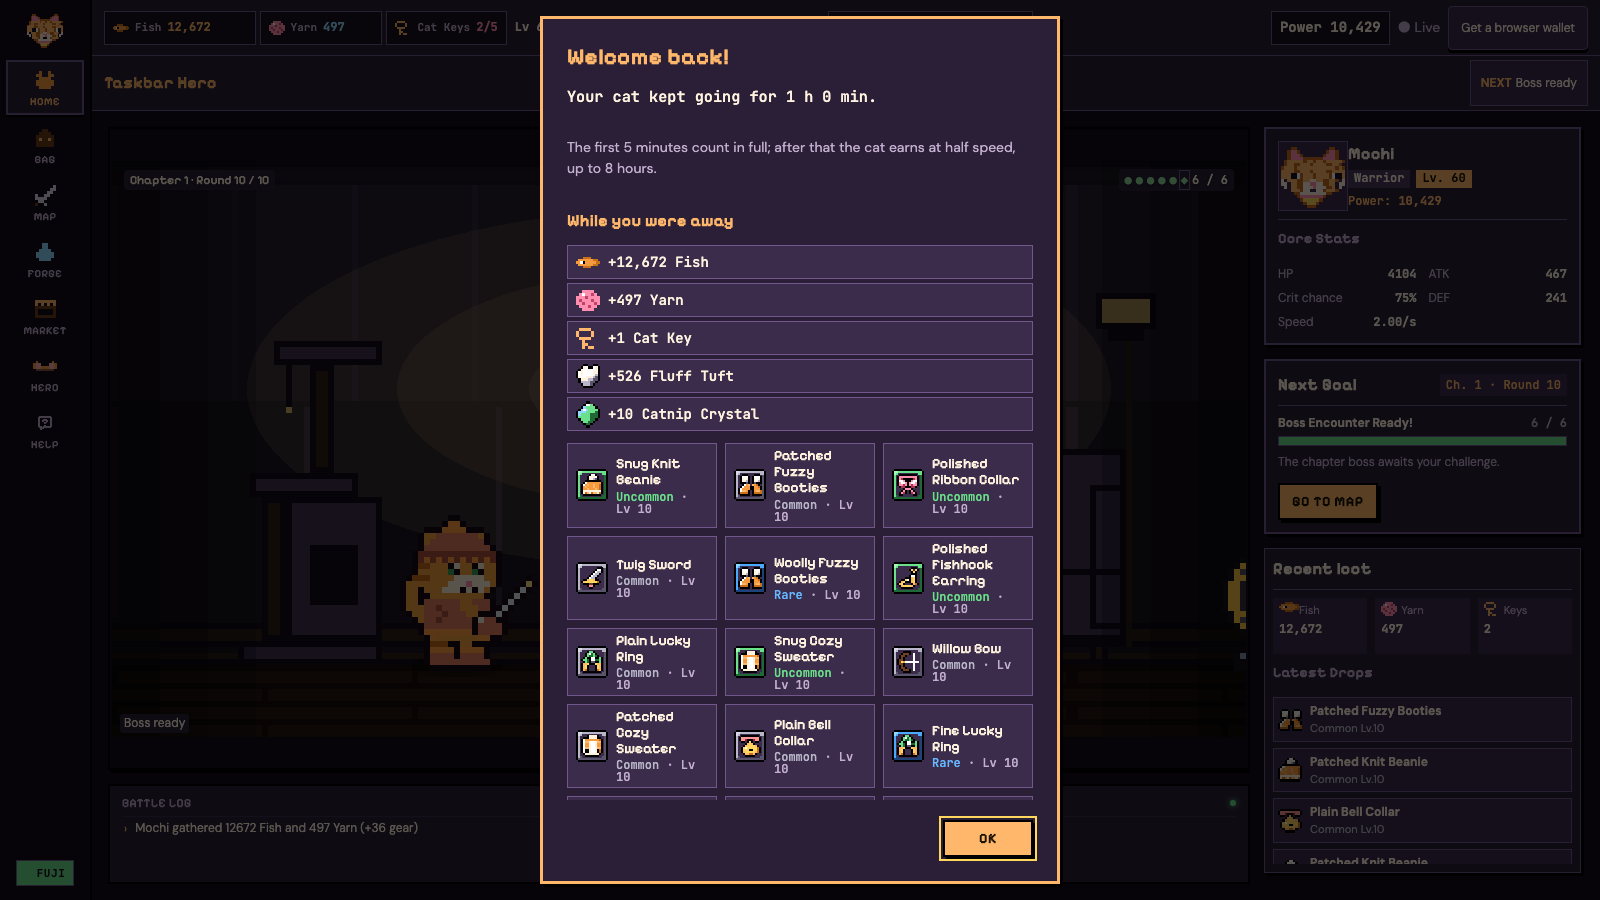 Fish 12,672
Yarn 497
Cat Keys 2/5
Lv
Power 10,429
Live
Get a browser wallet
HOME
BAG
MAP
FORGE
MARKET
HERO
HELP
FUJI
Taskbar Hero
NEXT Boss ready
Chapter 1 · Round 10 / 10
6 / 6
Boss ready
BATTLE LOG
› Mochi gathered 12672 Fish and 497 Yarn (+36 gear)
Welcome back!
Your cat kept going for 1 h 0 min.
The first 5 minutes count in full; after that the cat earns at half speed,
up to 8 hours.
While you were away
+12,672 Fish
+497 Yarn
+1 Cat Key
+526 Fluff Tuft
+10 Catnip Crystal
Snug Knit
Beanie
Uncommon ·
Lv 10
Patched
Fuzzy
Booties
Common · Lv
10
Polished
Ribbon Collar
Uncommon ·
Lv 10
Twig Sword
Common · Lv
10
Woolly Fuzzy
Booties
Rare · Lv 10
Polished
Fishhook
Earring
Uncommon ·
Lv 10
Plain Lucky
Ring
Common · Lv
10
Snug Cozy
Sweater
Uncommon ·
Lv 10
Willow Bow
Common · Lv
10
Patched
Cozy
Sweater
Common · Lv
10
Plain Bell
Collar
Common · Lv
10
Fine Lucky
Ring
Rare · Lv 10
OK
Mochi
Warrior
Lv. 60
Power: 10,429
Core Stats
HP 4104 ATK 467
Crit chance 75% DEF 241
Speed 2.00/s
Next Goal
Ch. 1 · Round 10
Boss Encounter Ready! 6 / 6
The chapter boss awaits your challenge.
GO TO MAP
Recent loot
Fish
12,672
Yarn
497
Keys
2
Latest Drops
Patched Fuzzy Booties
Common Lv.10
Patched Knit Beanie
Common Lv.10
Plain Bell Collar
Common Lv.10
Patched Knit Beanie